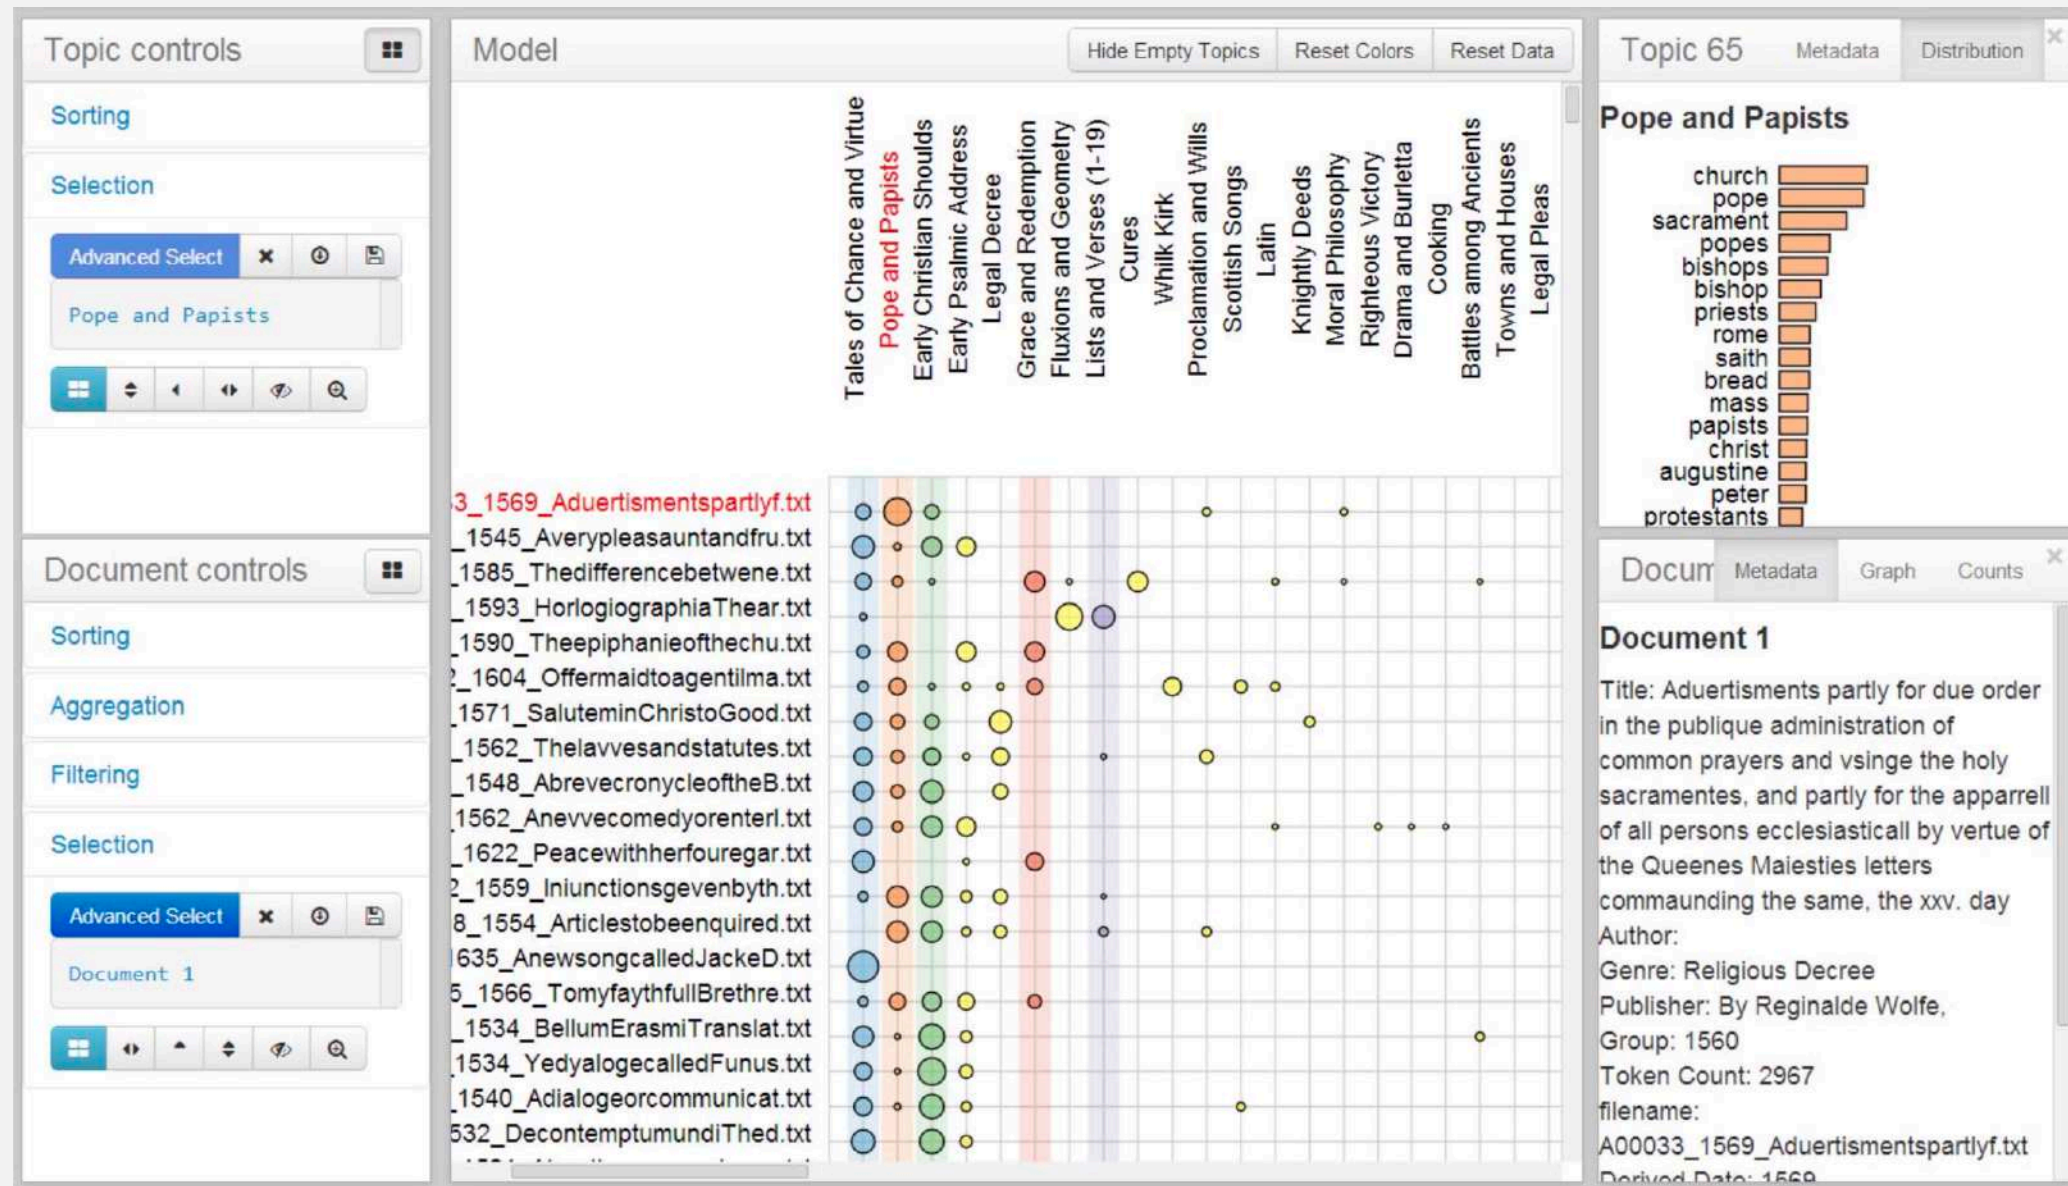 Topic controls
Sorting
Selection
Advanced Select
Pope and Papists
Document controls
Sorting
Aggregation
Filtering
Selection
Advanced Select
Document 1
Model
Hide Empty Topics
Reset Colors
Reset Data
Tales of Chance and Virtue
Pope and Papists
Early Christian Shoulds
Early Psalmic Address
Legal Decree
Grace and Redemption
Fluxions and Geometry
Lists and Verses (1-19)
Cures
Whilk Kirk
Proclamation and Wills
Scottish Songs
Latin
Knightly Deeds
Moral Philosophy
Righteous Victory
Drama and Burletta
Cooking
Battles among Ancients
Towns and Houses
Legal Pleas
3_1569_Aduertismentspartlyf.txt
_1545_Averypleasauntandfru.txt
_1585_Thedifferencebetwene.txt
_1593_HorlogiographiaThear.txt
_1590_Theepiphanieofthechu.txt
2_1604_Offermaidtoagentilma.txt
_1571_SaluteminChristoGood.txt
_1562_Thelavvesandstatutes.txt
_1548_AbrevecronycleoftheB.txt
1562_Anevvecomedyorenterl.txt
_1622_Peacewithherfouregar.txt
2_1559_Iniunctionsgevenbyth.txt
8_1554_Articlestobeenquired.txt
1635_AnewsongcalledJackeD.txt
5_1566_TomyfaythfullBrethre.txt
_1534_BellumErasmiTranslat.txt
1534_YedyalogecalledFunus.txt
_1540_Adialogeorcommunicat.txt
532_DecontemptumundiThed.txt
Topic 65
Metadata
Distribution
Pope and Papists
church
pope
sacrament
popes
bishops
bishop
priests
rome
saith
bread
mass
papists
christ
augustine
peter
protestants
Docum
Metadata
Graph
Counts
Document 1
Title: Aduertisments partly for due order
in the publique administration of
common prayers and vsinge the holy
sacramentes, and partly for the apparrell
of all persons ecclesiasticall by vertue of
the Queenes Maiesties letters
commaunding the same, the xxv. day
Author:
Genre: Religious Decree
Publisher: By Reginalde Wolfe,
Group: 1560
Token Count: 2967
filename:
A00033_1569_Aduertismentspartlyf.txt
Derived Date: 1569